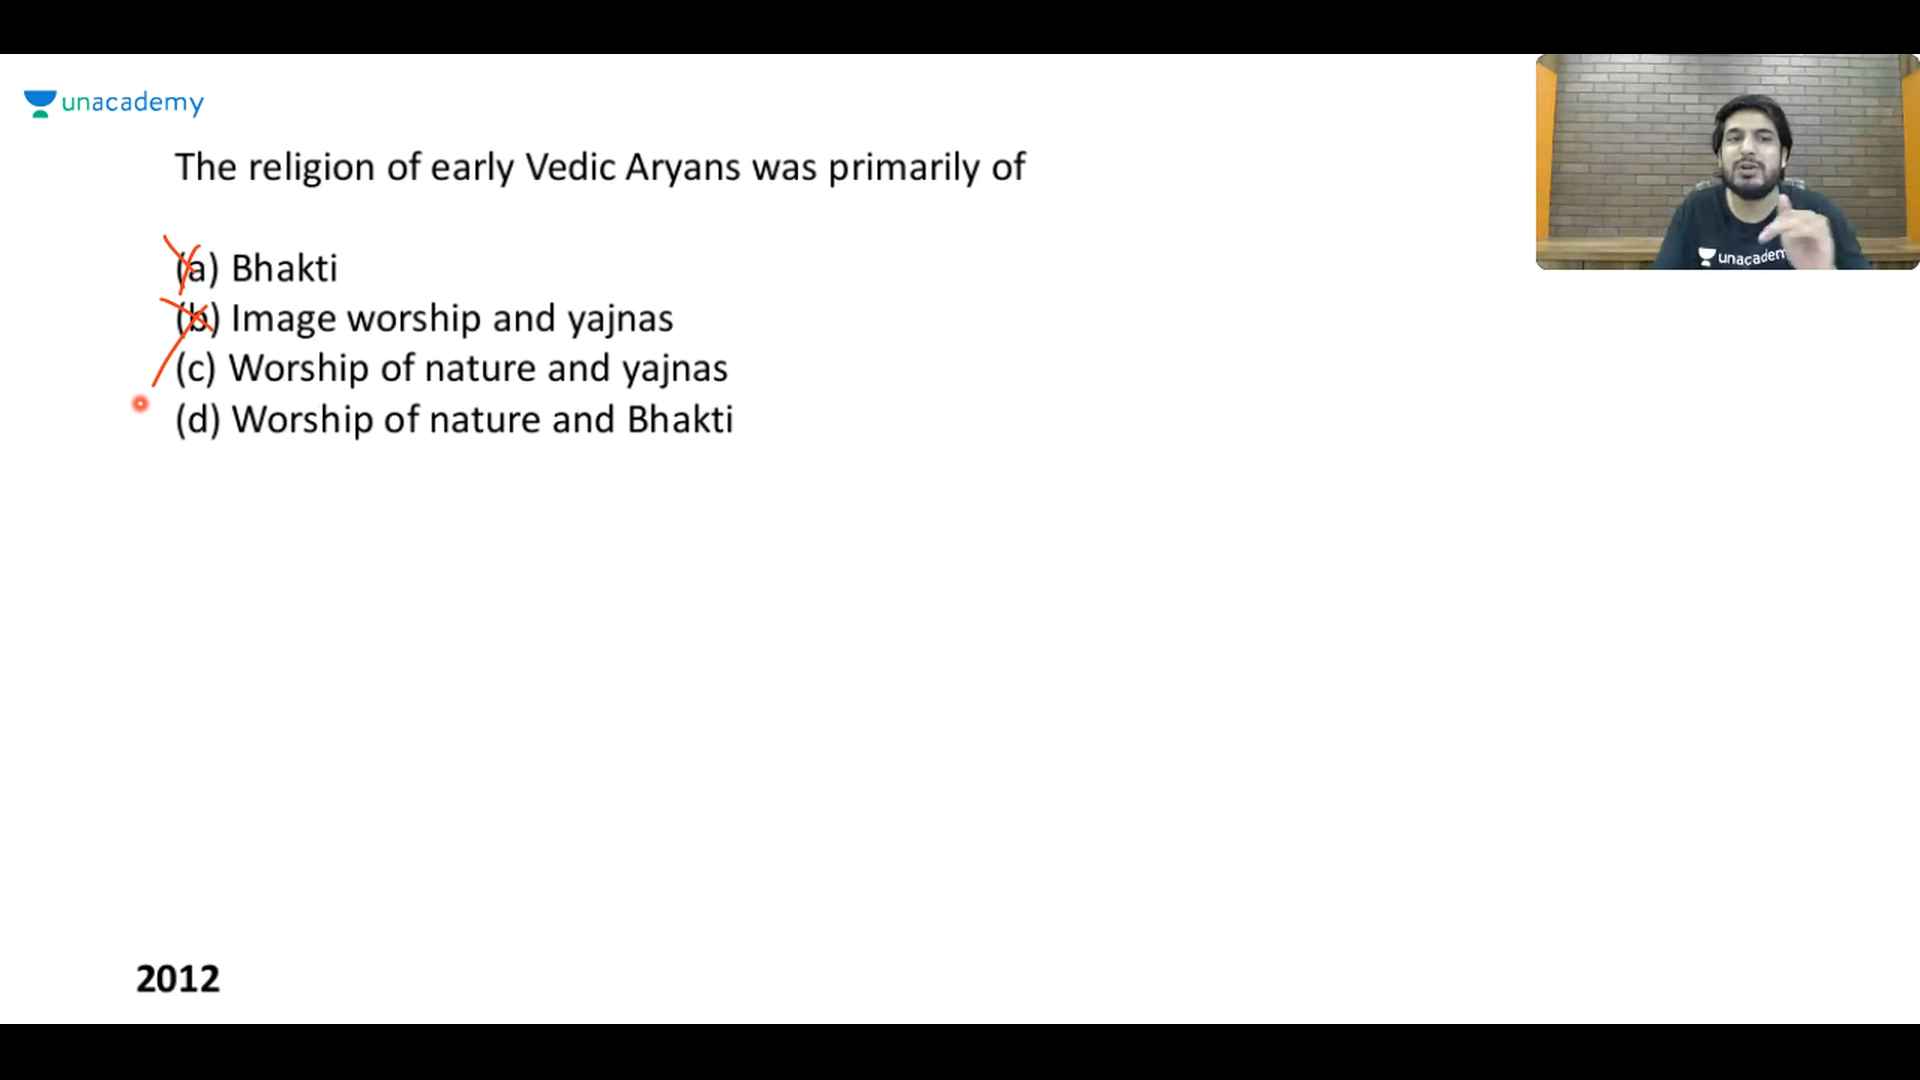 unacademy
The religion of early Vedic Aryans was primarily of
(a) Bhakti
(b) Image worship and yajnas
(c) Worship of nature and yajnas
(d) Worship of nature and Bhakti
unacadem
2012